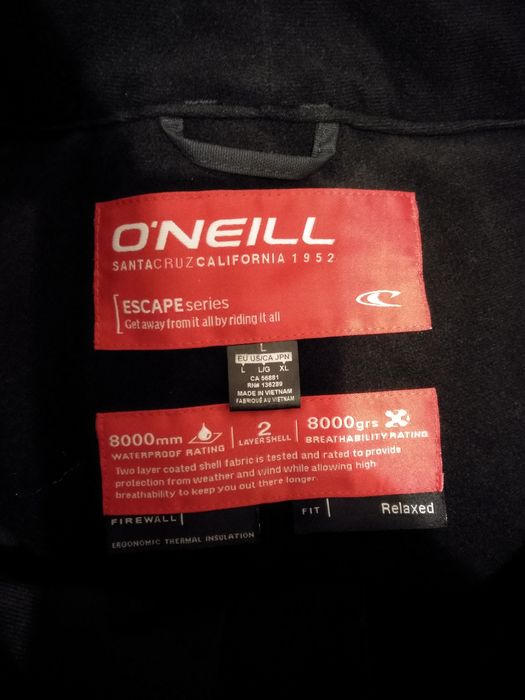 O'NEILL
SANTACRUZCALIFORNIA 1952
ESCAPE series
Get away from it all by riding it all
L
EU US/CA JPN
L L/G XL
CA 56881
RN# 136289
MADE IN VIETNAM
FABRIQUÉ AU VIETNAM
8000mm
WATERPROOF RATING
2
LAYER SHELL
8000grs
BREATHABILITY RATING
Two layer coated shell fabric is tested and rated to provide
protection from weather and wind while allowing high
breathability to keep you out there longer.
FIREWALL
ERGONOMIC THERMAL INSULATION
FIT Relaxed